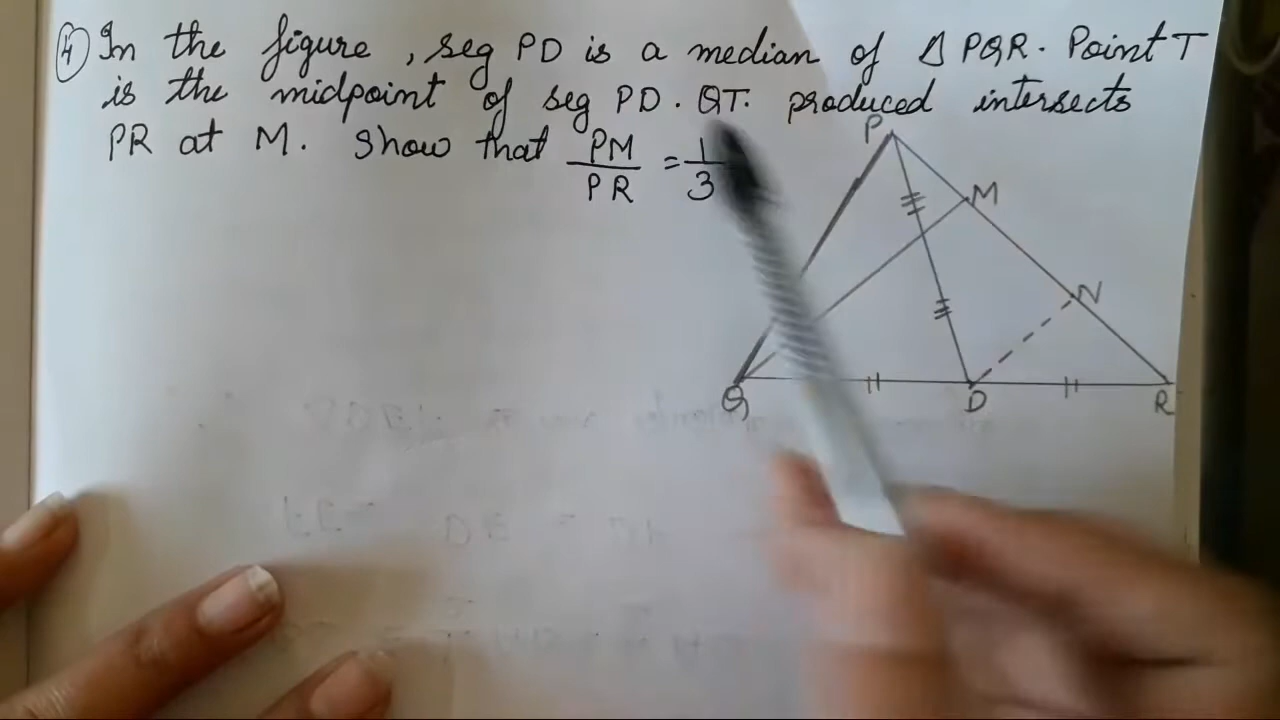 4 In the figure, seg PD is a median of Δ PQR. Point T
is the midpoint of seg PD. QT. produced intersects
PR at M. Show that PM/PR = 1/3
P
M
N
Q D R